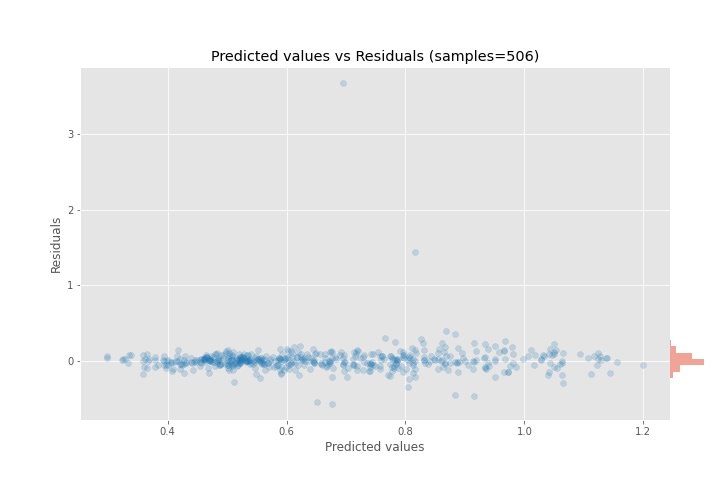 Predicted values vs Residuals (samples=506)
3
2
1
0
Residuals
0.4 0.6 0.8 1.0 1.2
Predicted values